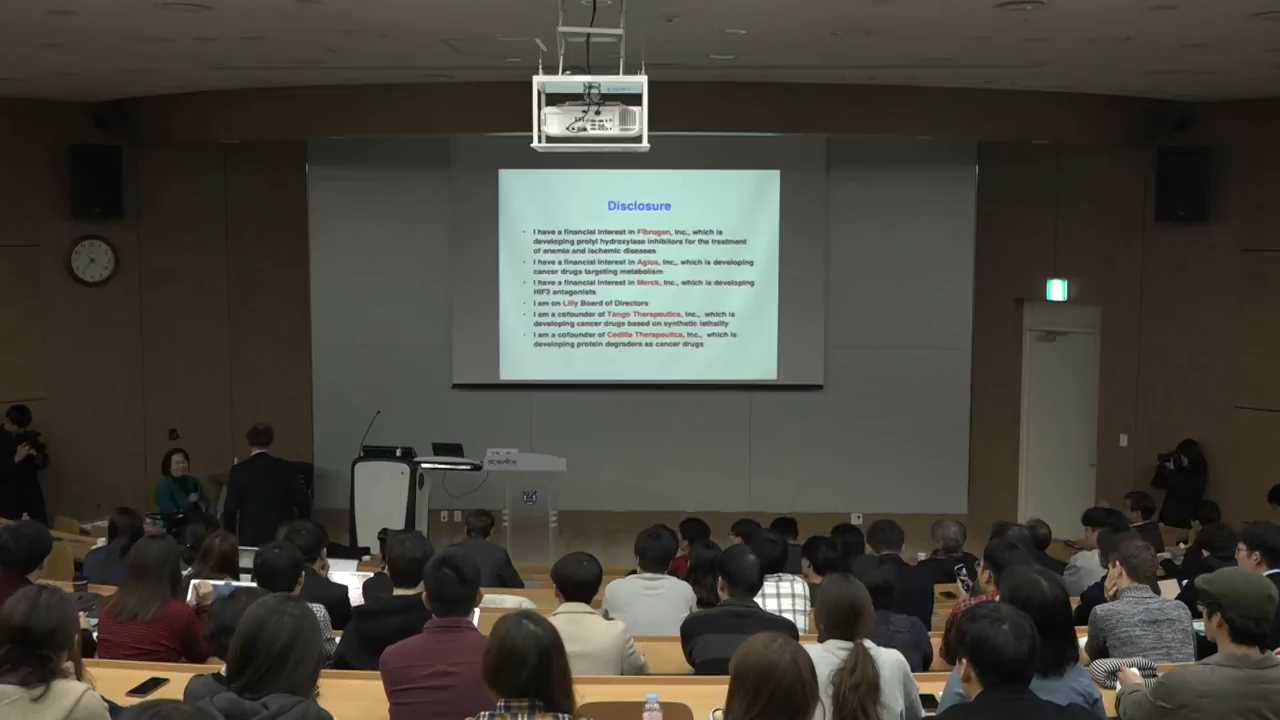 Disclosure
· I have a financial interest in Fibrogen, Inc., which is
developing prolyl hydroxylase inhibitors for the treatment
of anemia and ischemic diseases
· I have a financial interest in Agios, Inc., which is developing
cancer drugs targeting metabolism
· I have a financial interest in Merck, Inc., which is developing
HIF2 antagonists
· I am on Lilly Board of Directors
· I am a cofounder of Tango Therapeutics, Inc., which is
developing cancer drugs based on synthetic lethality
· I am a cofounder of Cedilla Therapeutics, Inc., which is
developing protein degraders as cancer drugs
SCIENCE